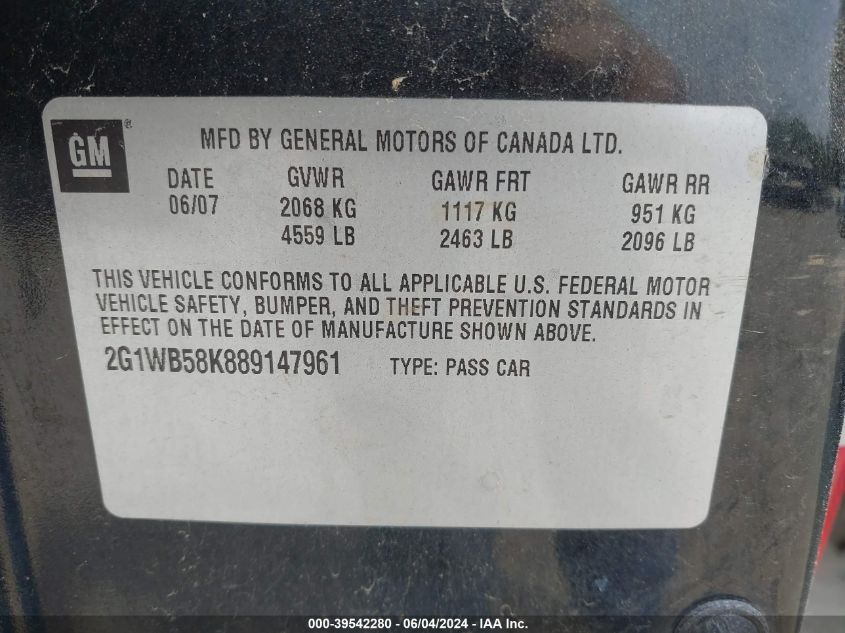 GM®
MFD BY GENERAL MOTORS OF CANADA LTD.
DATE GVWR GAWR FRT GAWR RR
06/07 2068 KG 1117 KG 951 KG
4559 LB 2463 LB 2096 LB
THIS VEHICLE CONFORMS TO ALL APPLICABLE U.S. FEDERAL MOTOR
VEHICLE SAFETY, BUMPER, AND THEFT PREVENTION STANDARDS IN
EFFECT ON THE DATE OF MANUFACTURE SHOWN ABOVE.
2G1WB58K889147961 TYPE: PASS CAR
000-39542280 - 06/04/2024 - IAA Inc.